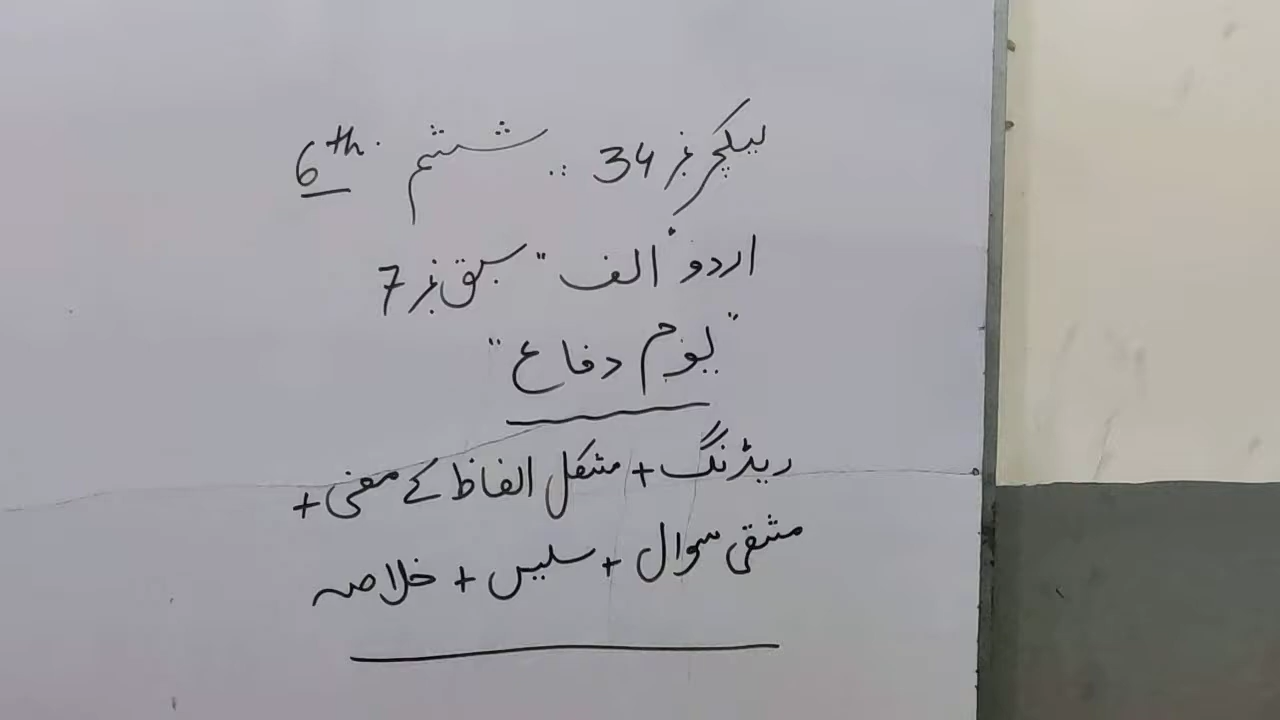 لیکچر نمبر 34 .: ششم 6th.
اردو "الف" سبق نمبر 7
"یوم دفاع"
ریڈنگ + مشکل الفاظ کے معنی +
مشقی سوال + سلیس + خلاصہ